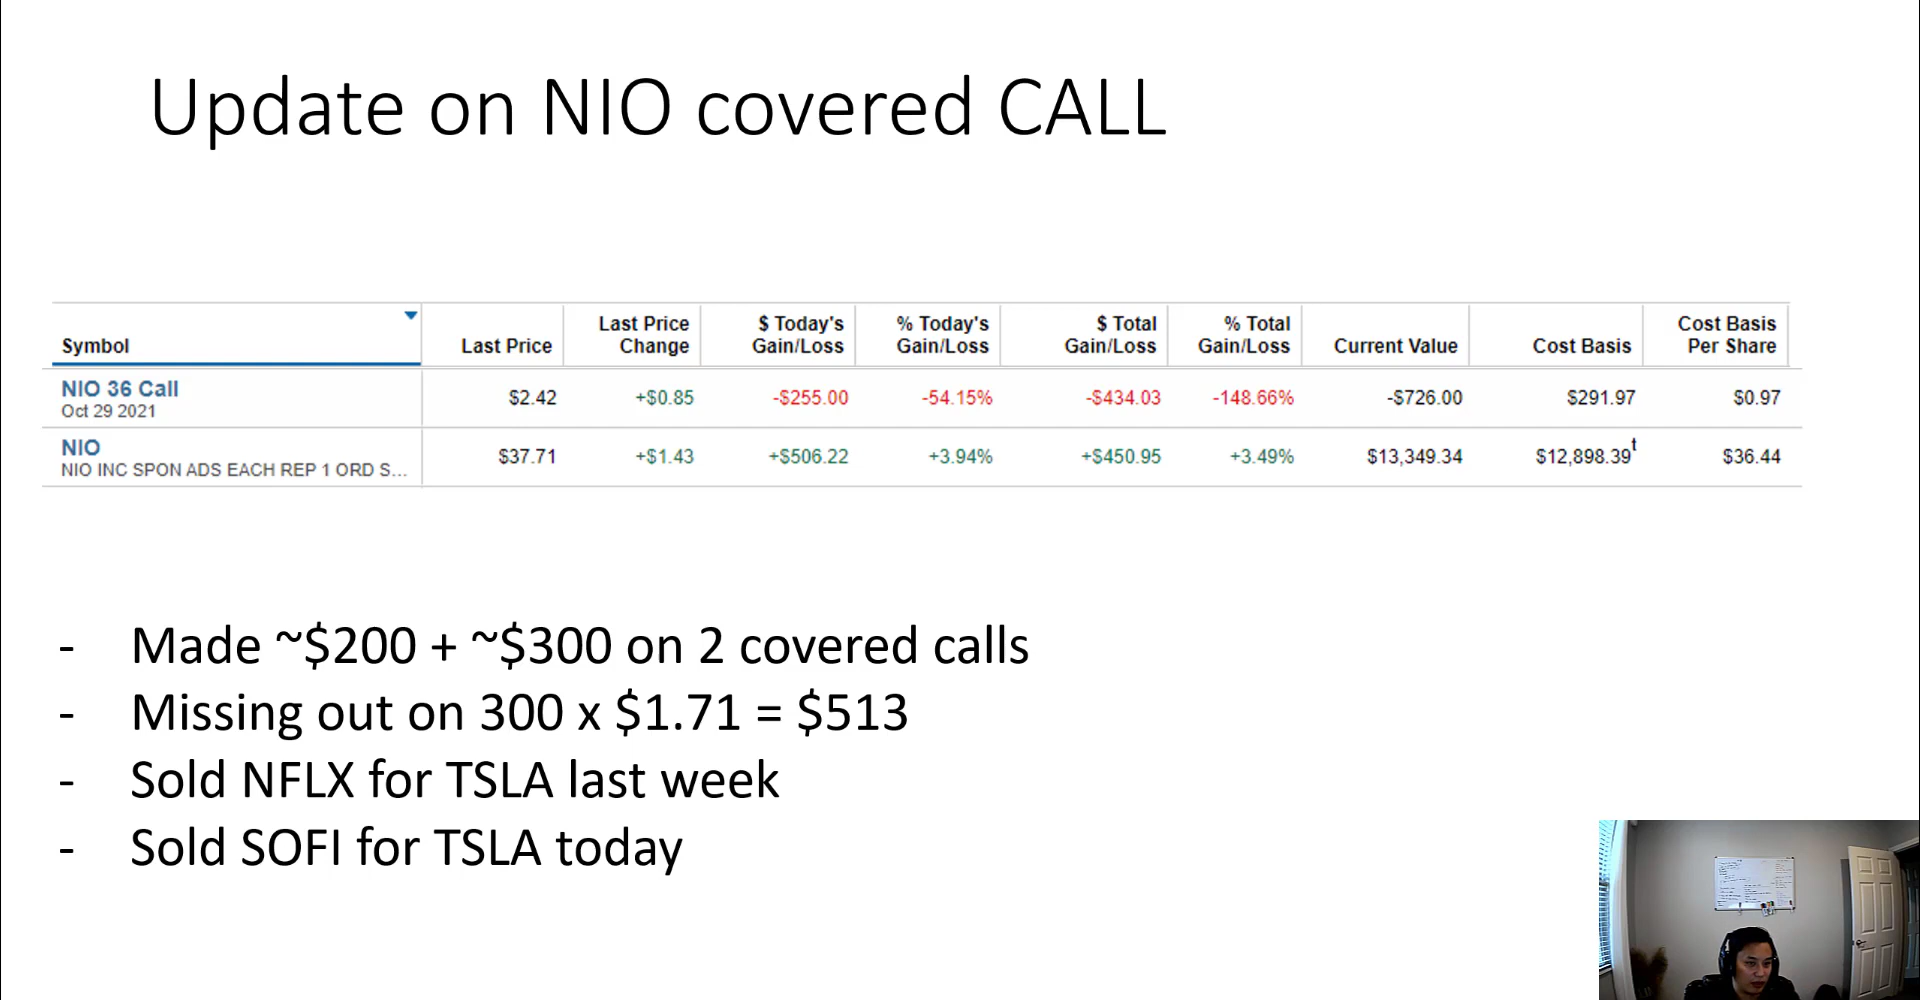 Update on NIO covered CALL
Symbol Last Price Last Price Change $ Today's Gain/Loss % Today's Gain/Loss $ Total Gain/Loss % Total Gain/Loss Current Value Cost Basis Cost Basis Per Share
NIO 36 Call $2.42 +$0.85 -$255.00 -54.15% -$434.03 -148.66% -$726.00 $291.97 $0.97
Oct 29 2021
NIO $37.71 +$1.43 +$506.22 +3.94% +$450.95 +3.49% $13,349.34 $12,898.39t $36.44
NIO INC SPON ADS EACH REP 1 ORD S...
- Made ~$200 + ~$300 on 2 covered calls
- Missing out on 300 x $1.71 = $513
- Sold NFLX for TSLA last week
- Sold SOFI for TSLA today